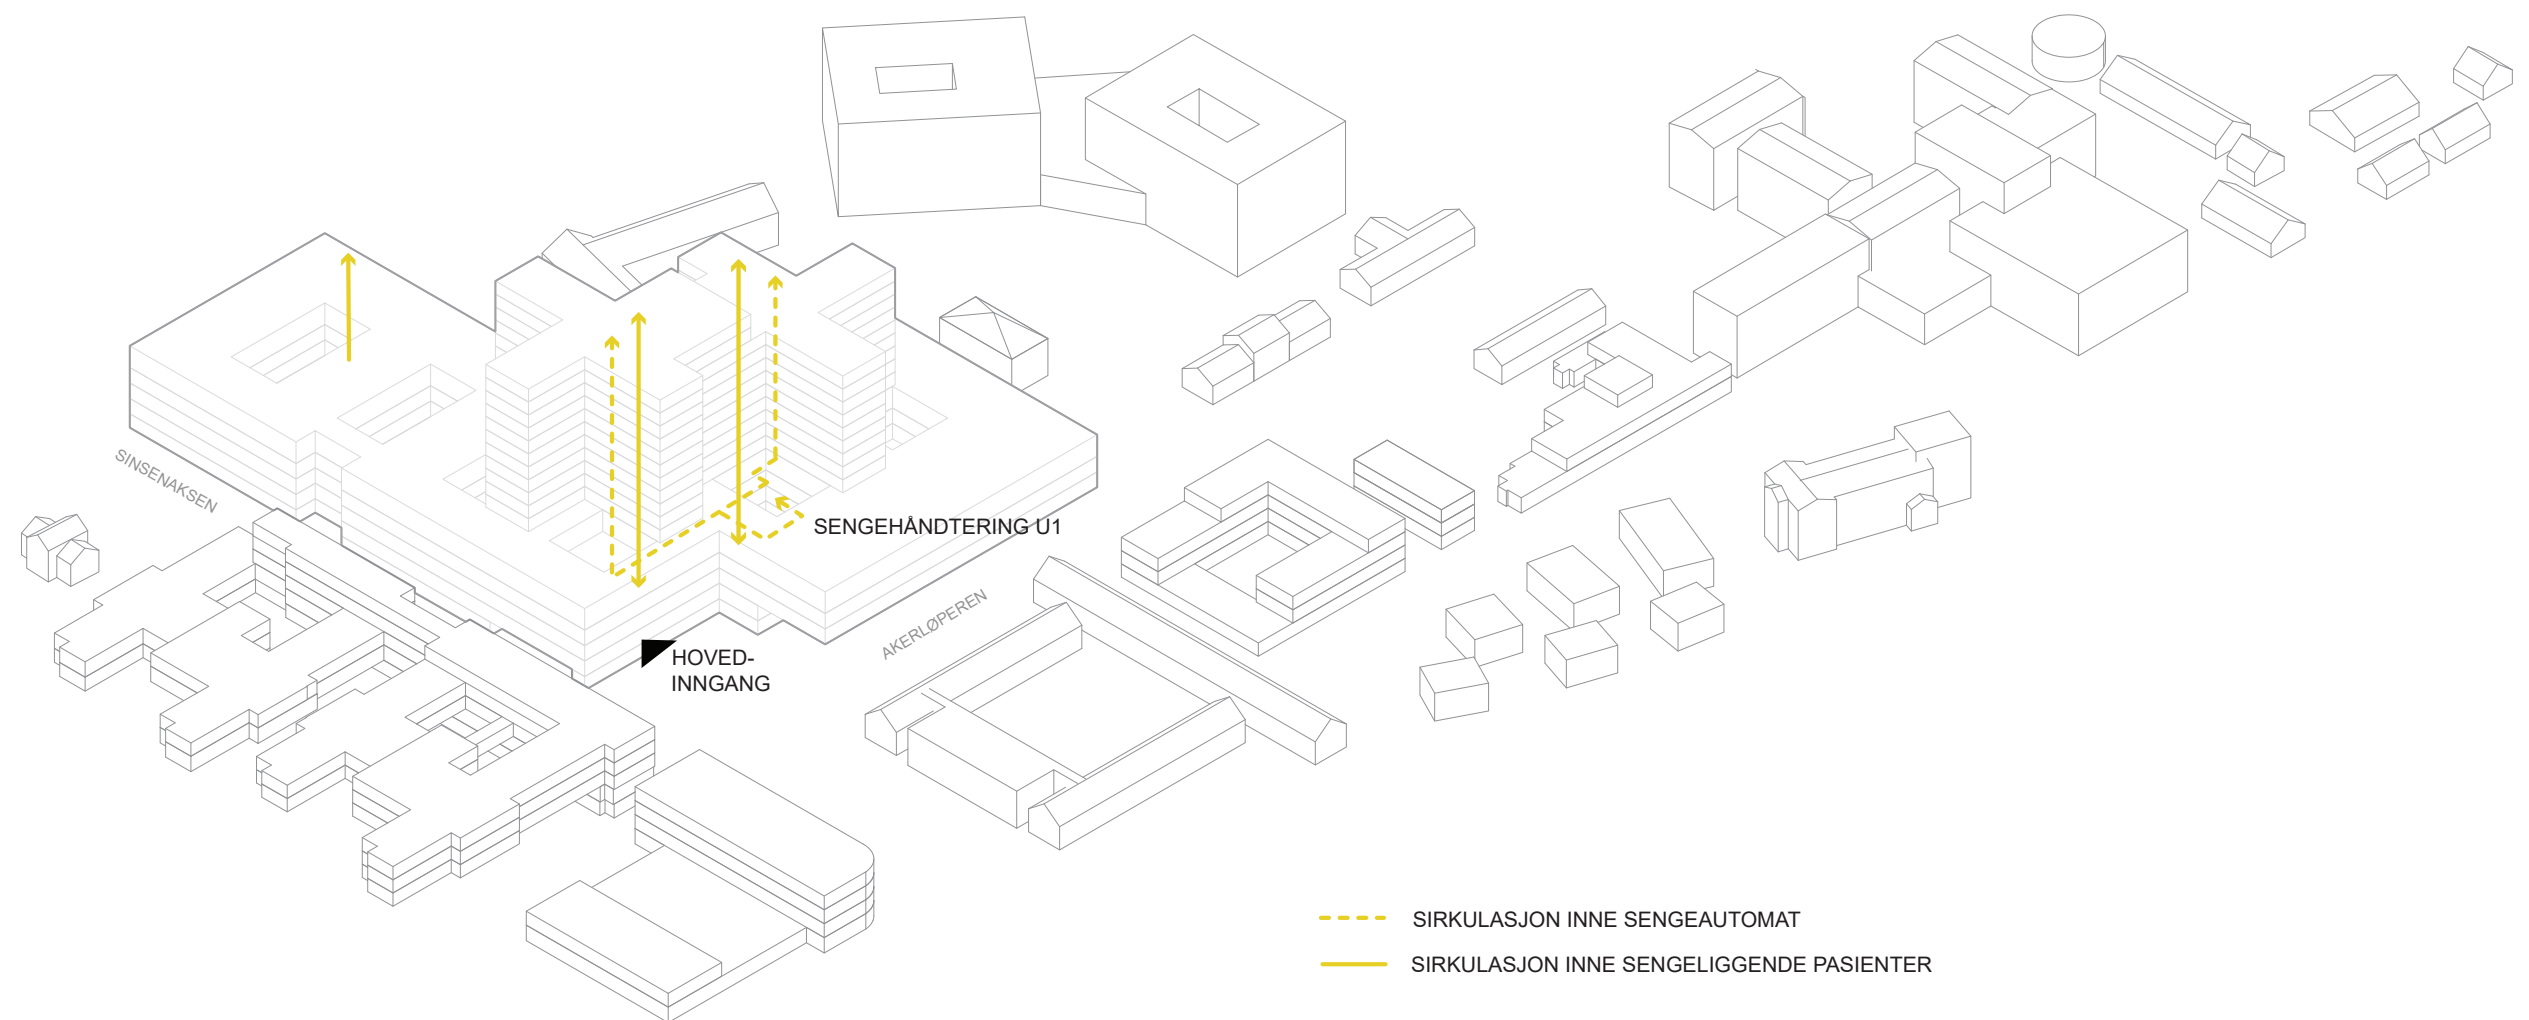 SINSENAKSEN
SENGEHÅNDTERING U1
AKERLØPEREN
HOVED-
INNGANG
SIRKULASJON INNE SENGEAUTOMAT
SIRKULASJON INNE SENGELIGGENDE PASIENTER